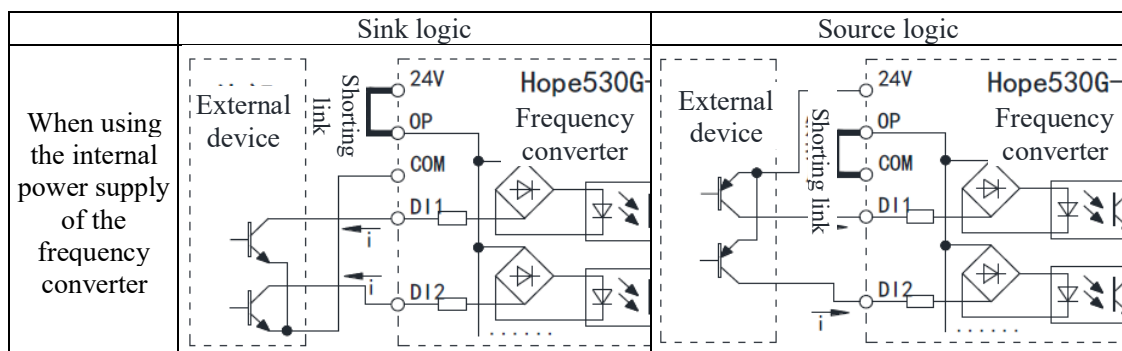 Sink logic
Source logic
When using
the internal
power supply
of the
frequency
converter
External
device
Shorting
link
24V
OP
COM
DI1
DI2
i
i
Hope530G-
Frequency
converter
......
External
device
Shorting link
24V
OP
COM
DI1
DI2
i
Hope530G-
Frequency
converter
......